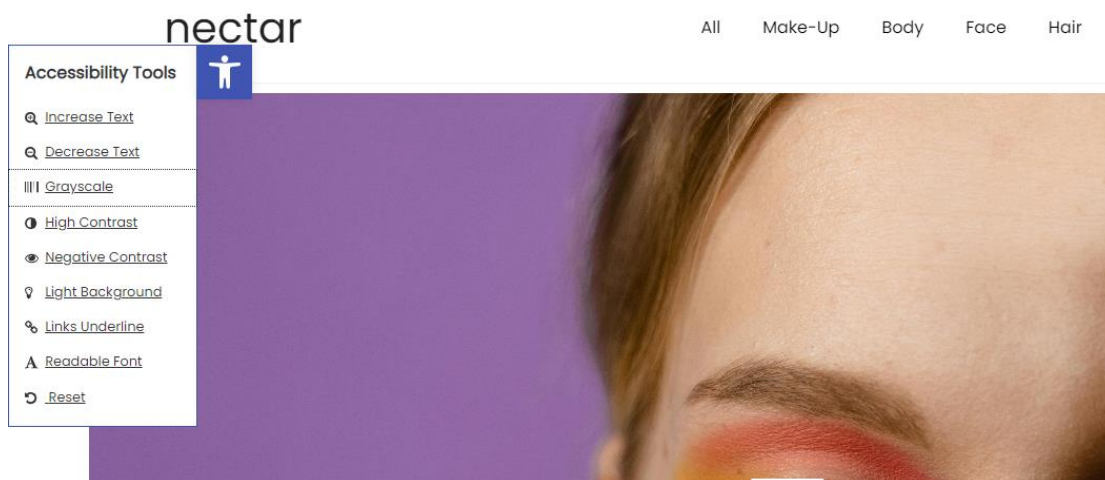 nectar
All Make-Up Body Face Hair
Accessibility Tools
Increase Text
Decrease Text
Grayscale
High Contrast
Negative Contrast
Light Background
Links Underline
Readable Font
Reset